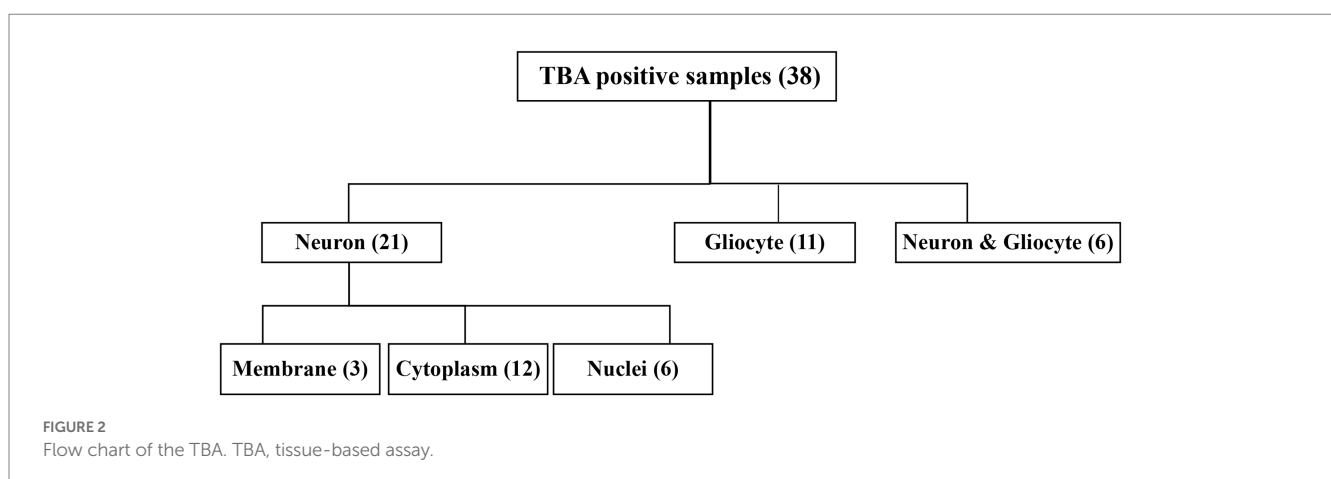 TBA positive samples (38)
Neuron (21)
Gliocyte (11)
Neuron & Gliocyte (6)
Membrane (3)
Cytoplasm (12)
Nuclei (6)
FIGURE 2
Flow chart of the TBA. TBA, tissue-based assay.